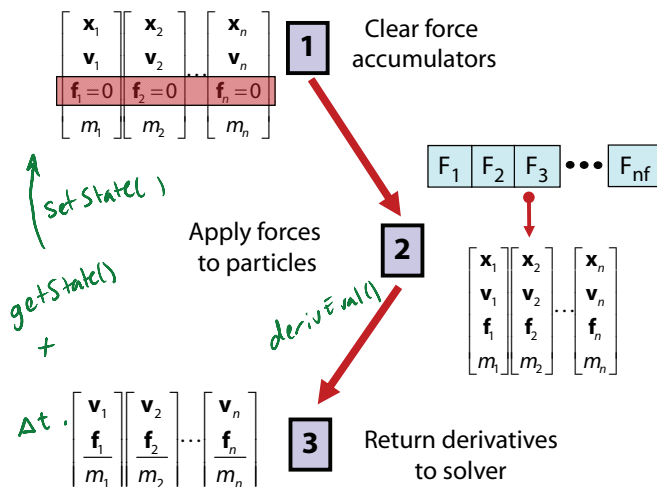 x1 x2 xn
v1 v2 ... vn
f1 = 0 f2 = 0 fn = 0
m1 m2 mn
1
Clear force
accumulators
setState( )
F1 F2 F3 ••• Fnf
Apply forces
to particles
2
x1 x2 xn
v1 v2 vn
f1 f2 ... fn
m1 m2 mn
getState()
+
derivEval()
Δt ·
v1 v2 vn
f1 f2 ... fn
m1 m2 mn
3
Return derivatives
to solver